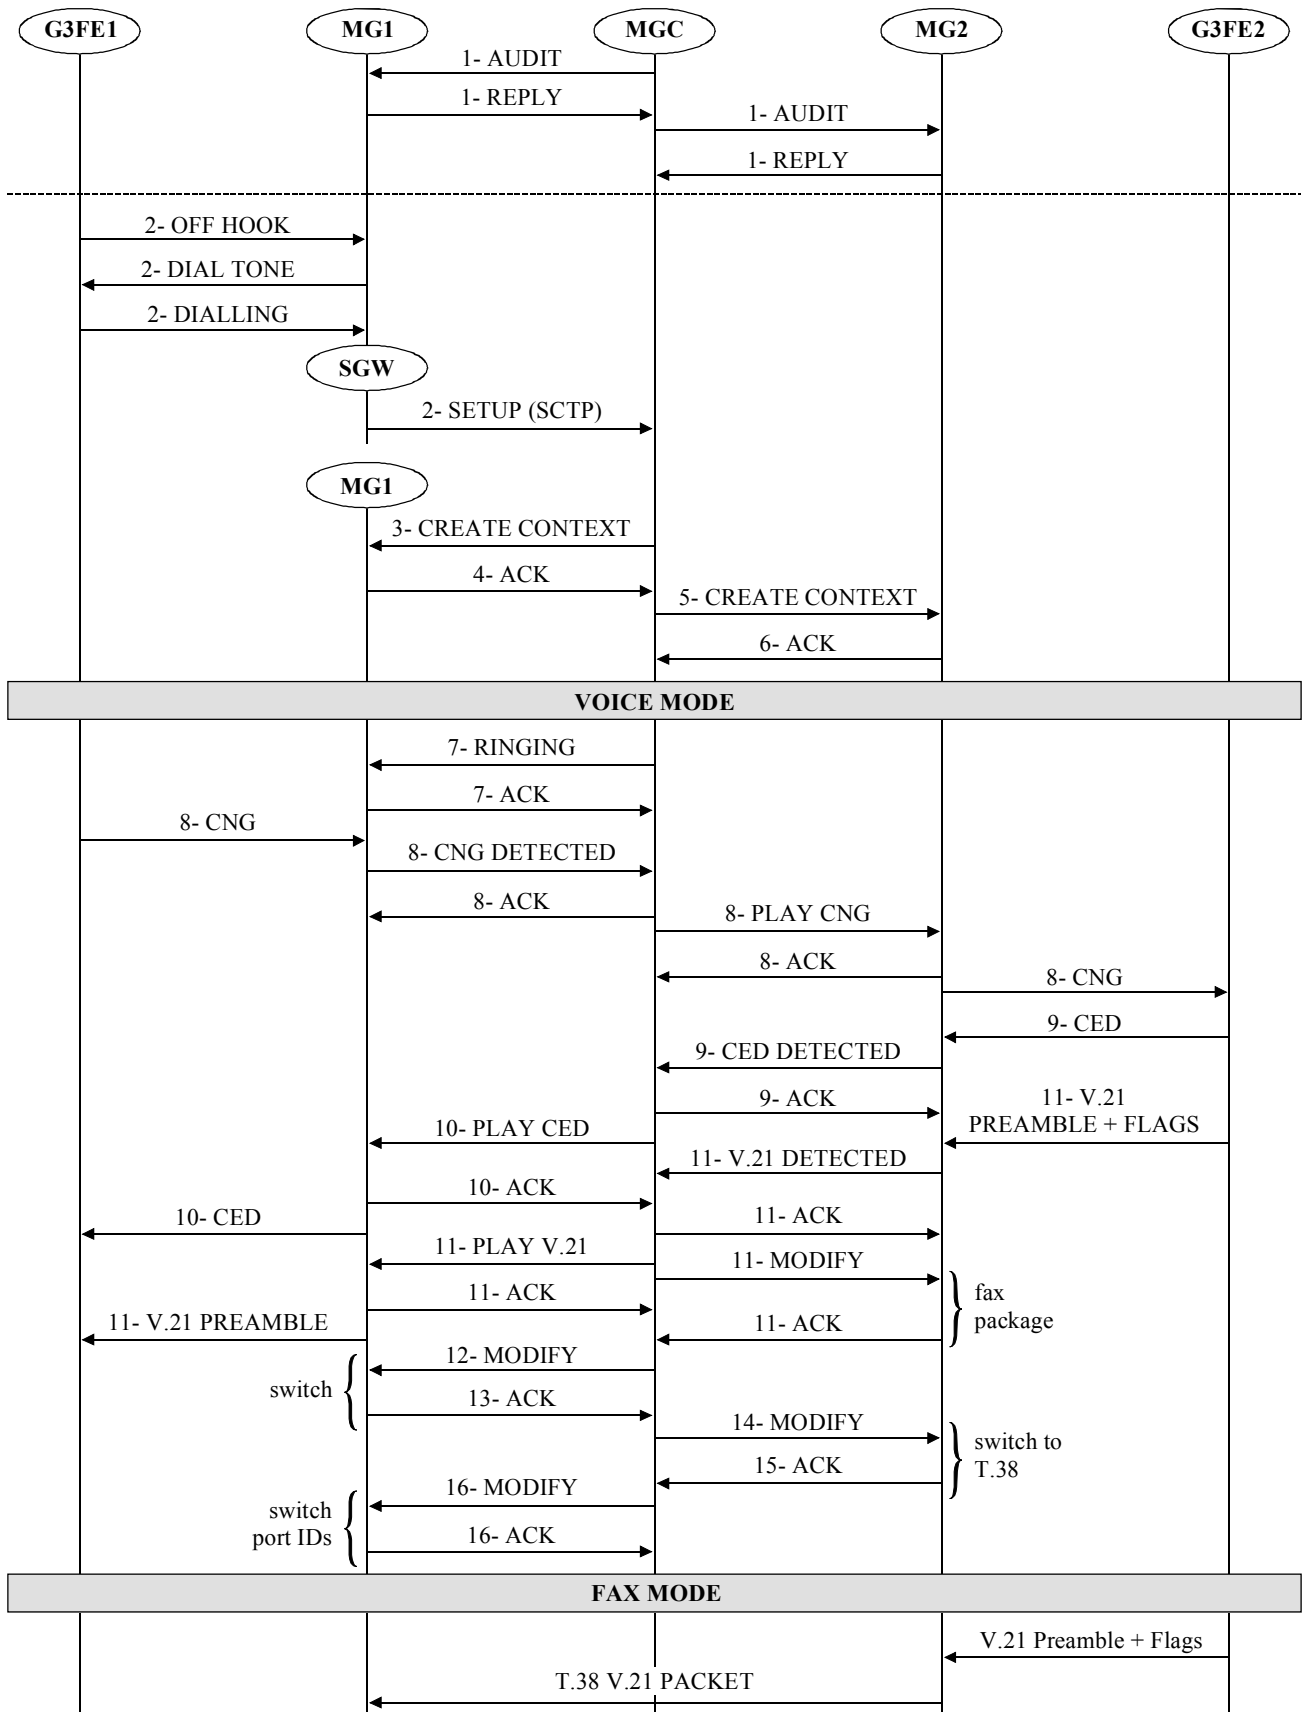 G3FE1 MG1 MGC MG2 G3FE2
1- AUDIT
1- REPLY
1- AUDIT
1- REPLY
2- OFF HOOK
2- DIAL TONE
2- DIALLING
SGW
2- SETUP (SCTP)
MG1
3- CREATE CONTEXT
4- ACK
5- CREATE CONTEXT
6- ACK
VOICE MODE
7- RINGING
7- ACK
8- CNG
8- CNG DETECTED
8- ACK
8- PLAY CNG
8- ACK
8- CNG
9- CED
9- CED DETECTED
9- ACK
11- V.21
PREAMBLE + FLAGS
10- PLAY CED
11- V.21 DETECTED
10- ACK
10- CED
11- ACK
11- PLAY V.21
11- MODIFY
11- ACK
fax
package
11- V.21 PREAMBLE
11- ACK
12- MODIFY
switch
13- ACK
14- MODIFY
switch to
T.38
15- ACK
16- MODIFY
switch
port IDs
16- ACK
FAX MODE
V.21 Preamble + Flags
T.38 V.21 PACKET